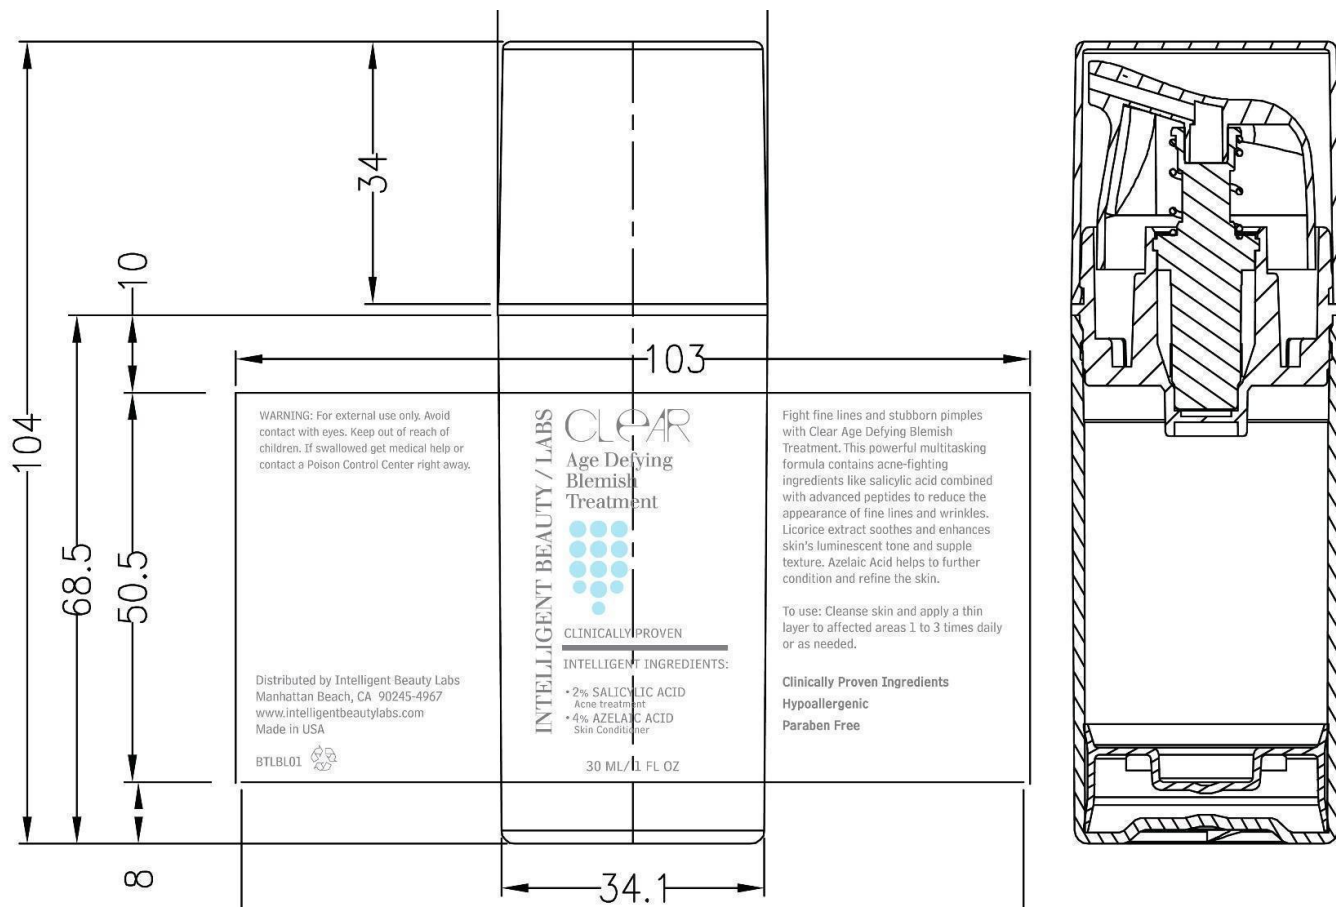 34
10
103
104
68.5
50.5
8
34.1
WARNING: For external use only. Avoid
contact with eyes. Keep out of reach of
children. If swallowed get medical help or
contact a Poison Control Center right away.
Distributed by Intelligent Beauty Labs
Manhattan Beach, CA 90245-4967
www.intelligentbeautylabs.com
Made in USA
BTLBL01
INTELLIGENT BEAUTY / LABS
CLeAR
Age Defying
Blemish
Treatment
CLINICALLY PROVEN
INTELLIGENT INGREDIENTS:
• 2% SALICYLIC ACID
Acne treatment
• 4% AZELAIC ACID
Skin Conditioner
30 ML/ 1 FL OZ
Fight fine lines and stubborn pimples
with Clear Age Defying Blemish
Treatment. This powerful multitasking
formula contains acne-fighting
ingredients like salicylic acid combined
with advanced peptides to reduce the
appearance of fine lines and wrinkles.
Licorice extract soothes and enhances
skin's luminescent tone and supple
texture. Azelaic Acid helps to further
condition and refine the skin.
To use: Cleanse skin and apply a thin
layer to affected areas 1 to 3 times daily
or as needed.
Clinically Proven Ingredients
Hypoallergenic
Paraben Free